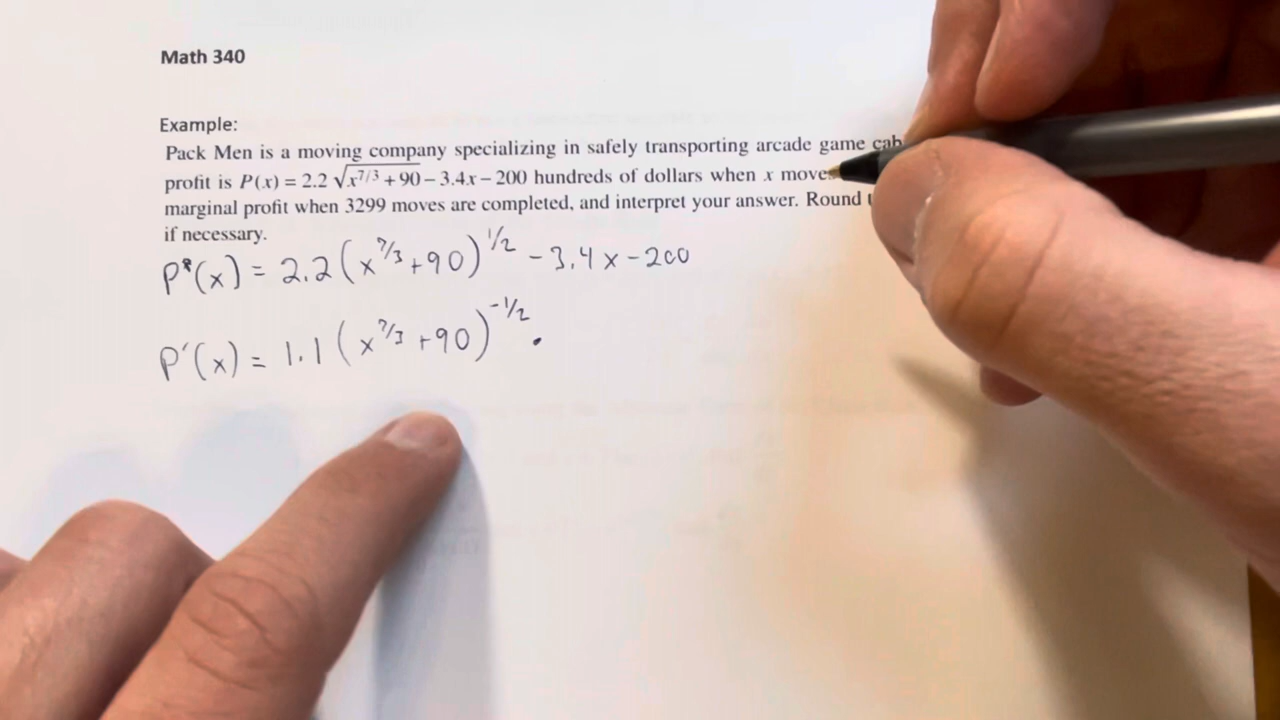 Math 340
Example:
Pack Men is a moving company specializing in safely transporting arcade game
profit is P(x) = 2.2 √(x^{7/3} + 90) – 3.4x – 200 hundreds of dollars when x moves
marginal profit when 3299 moves are completed, and interpret your answer. Round
if necessary.
P(x) = 2.2 (x^{7/3} + 90)^{1/2} - 3.4x - 200
P'(x) = 1.1 (x^{7/3} + 90)^{-1/2} ·